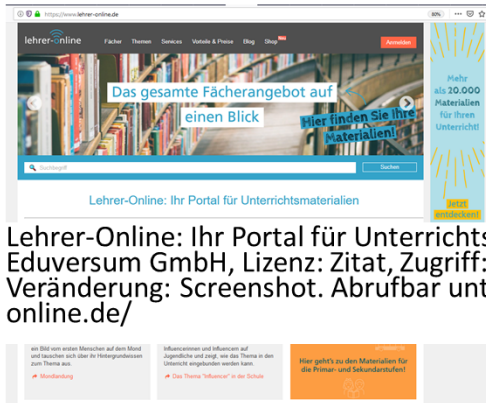 https://www.lehrer-online.de
80%
lehrer-online
Fächer Themen Services Vorteile & Preise Blog Shop Neu
Anmelden
Das gesamte Fächerangebot auf
einen Blick
Hier finden Sie Ihre
Materialien!
Mehr
als 20.000
Materialien
für Ihren
Unterricht!
Jetzt
entdecken!
Suchbegriff
Suchen
Lehrer-Online: Ihr Portal für Unterrichtsmaterialien
Lehrer-Online: Ihr Portal für Unterrichts
Eduversum GmbH, Lizenz: Zitat, Zugriff:
Veränderung: Screenshot. Abrufbar unt
online.de/
ein Bild vom ersten Menschen auf dem Mond
und tauschen sich über ihr Hintergrundwissen
zum Thema aus.
Mondlandung
Influencerinnen und Influencern auf
Jugendliche und zeigt, wie das Thema in den
Unterricht eingebunden werden kann.
Das Thema "Influencer" in der Schule
Hier geht's zu den Materialien für
die Primar- und Sekundarstufen!